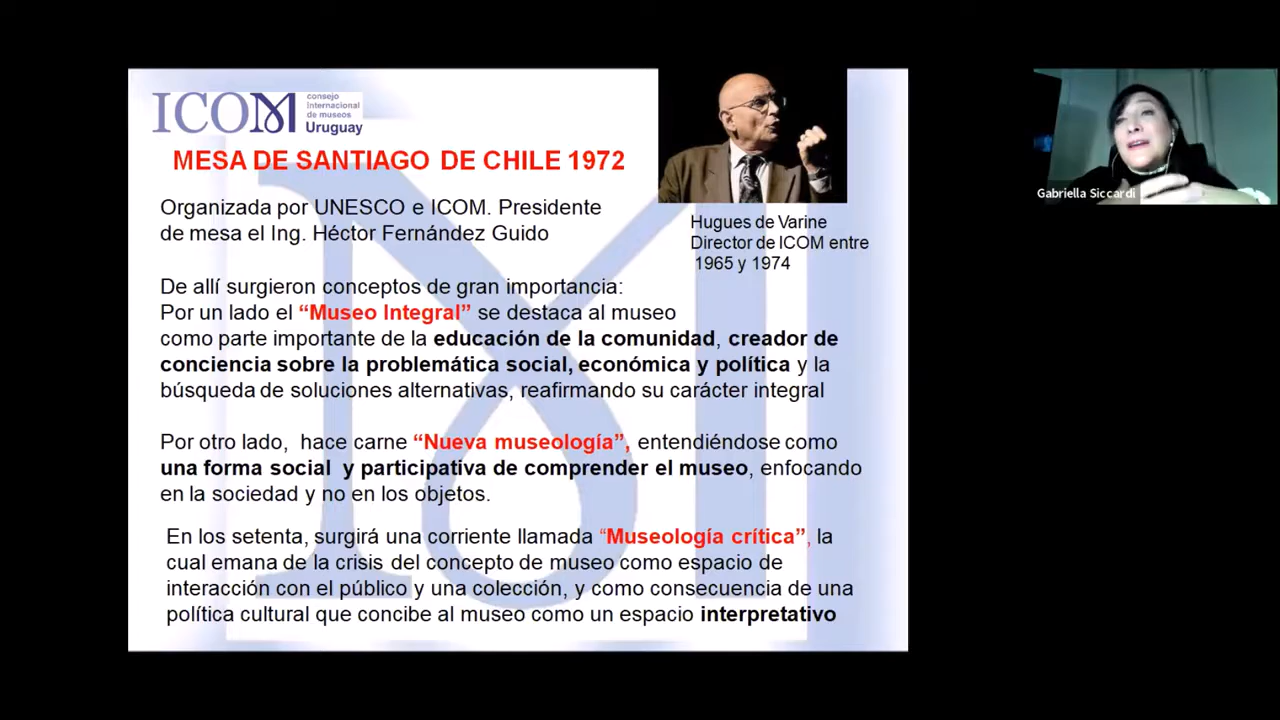 ICOM
consejo
Internacional
de museos
Uruguay
MESA DE SANTIAGO DE CHILE 1972
Organizada por UNESCO e ICOM. Presidente
de mesa el Ing. Héctor Fernández Guido
Hugues de Varine
Director de ICOM entre
1965 y 1974
De allí surgieron conceptos de gran importancia:
Por un lado el “Museo Integral” se destaca al museo
como parte importante de la educación de la comunidad, creador de
conciencia sobre la problemática social, económica y política y la
búsqueda de soluciones alternativas, reafirmando su carácter integral
Por otro lado, hace carne “Nueva museología”, entendiéndose como
una forma social y participativa de comprender el museo, enfocando
en la sociedad y no en los objetos.
En los setenta, surgirá una corriente llamada “Museología crítica”, la
cual emana de la crisis del concepto de museo como espacio de
interacción con el público y una colección, y como consecuencia de una
política cultural que concibe al museo como un espacio interpretativo
Gabriella Siccardi